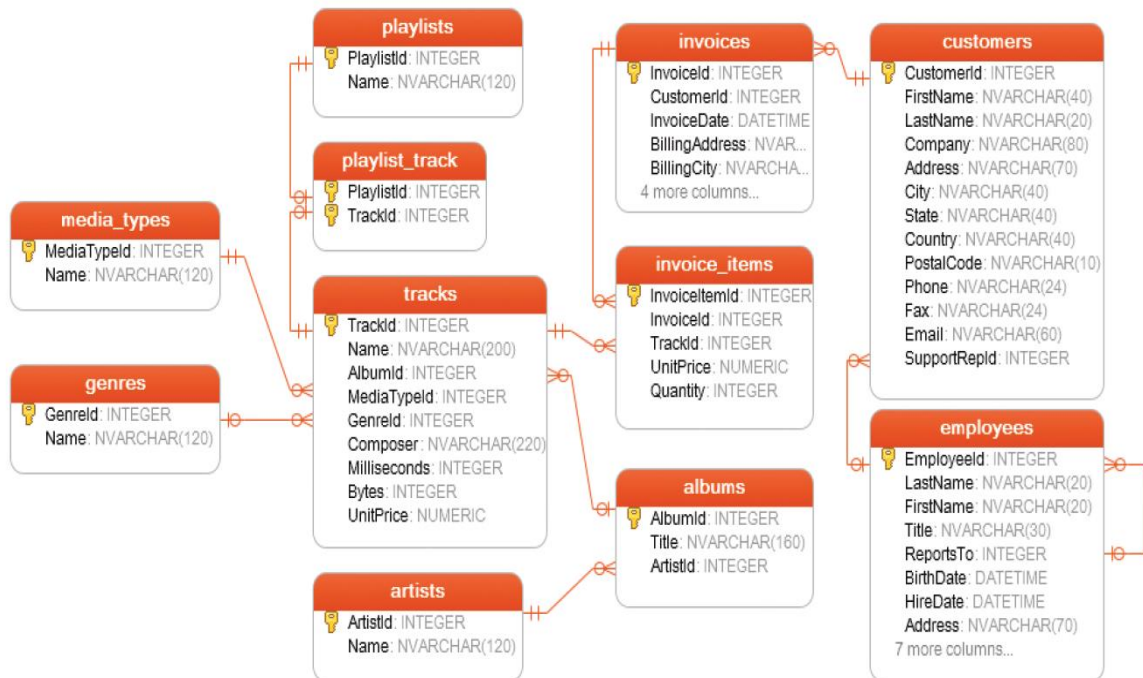 playlists
PlaylistId: INTEGER
Name: NVARCHAR(120)
playlist_track
PlaylistId: INTEGER
TrackId: INTEGER
media_types
MediaTypeId: INTEGER
Name: NVARCHAR(120)
genres
GenreId: INTEGER
Name: NVARCHAR(120)
tracks
TrackId: INTEGER
Name: NVARCHAR(200)
AlbumId: INTEGER
MediaTypeId: INTEGER
GenreId: INTEGER
Composer: NVARCHAR(220)
Milliseconds: INTEGER
Bytes: INTEGER
UnitPrice: NUMERIC
artists
ArtistId: INTEGER
Name: NVARCHAR(120)
invoices
InvoiceId: INTEGER
CustomerId: INTEGER
InvoiceDate: DATETIME
BillingAddress: NVAR...
BillingCity: NVARCHA...
4 more columns...
invoice_items
InvoiceItemId: INTEGER
InvoiceId: INTEGER
TrackId: INTEGER
UnitPrice: NUMERIC
Quantity: INTEGER
albums
AlbumId: INTEGER
Title: NVARCHAR(160)
ArtistId: INTEGER
customers
CustomerId: INTEGER
FirstName: NVARCHAR(40)
LastName: NVARCHAR(20)
Company: NVARCHAR(80)
Address: NVARCHAR(70)
City: NVARCHAR(40)
State: NVARCHAR(40)
Country: NVARCHAR(40)
PostalCode: NVARCHAR(10)
Phone: NVARCHAR(24)
Fax: NVARCHAR(24)
Email: NVARCHAR(60)
SupportRepId: INTEGER
employees
EmployeeId: INTEGER
LastName: NVARCHAR(20)
FirstName: NVARCHAR(20)
Title: NVARCHAR(30)
ReportsTo: INTEGER
BirthDate: DATETIME
HireDate: DATETIME
Address: NVARCHAR(70)
7 more columns...